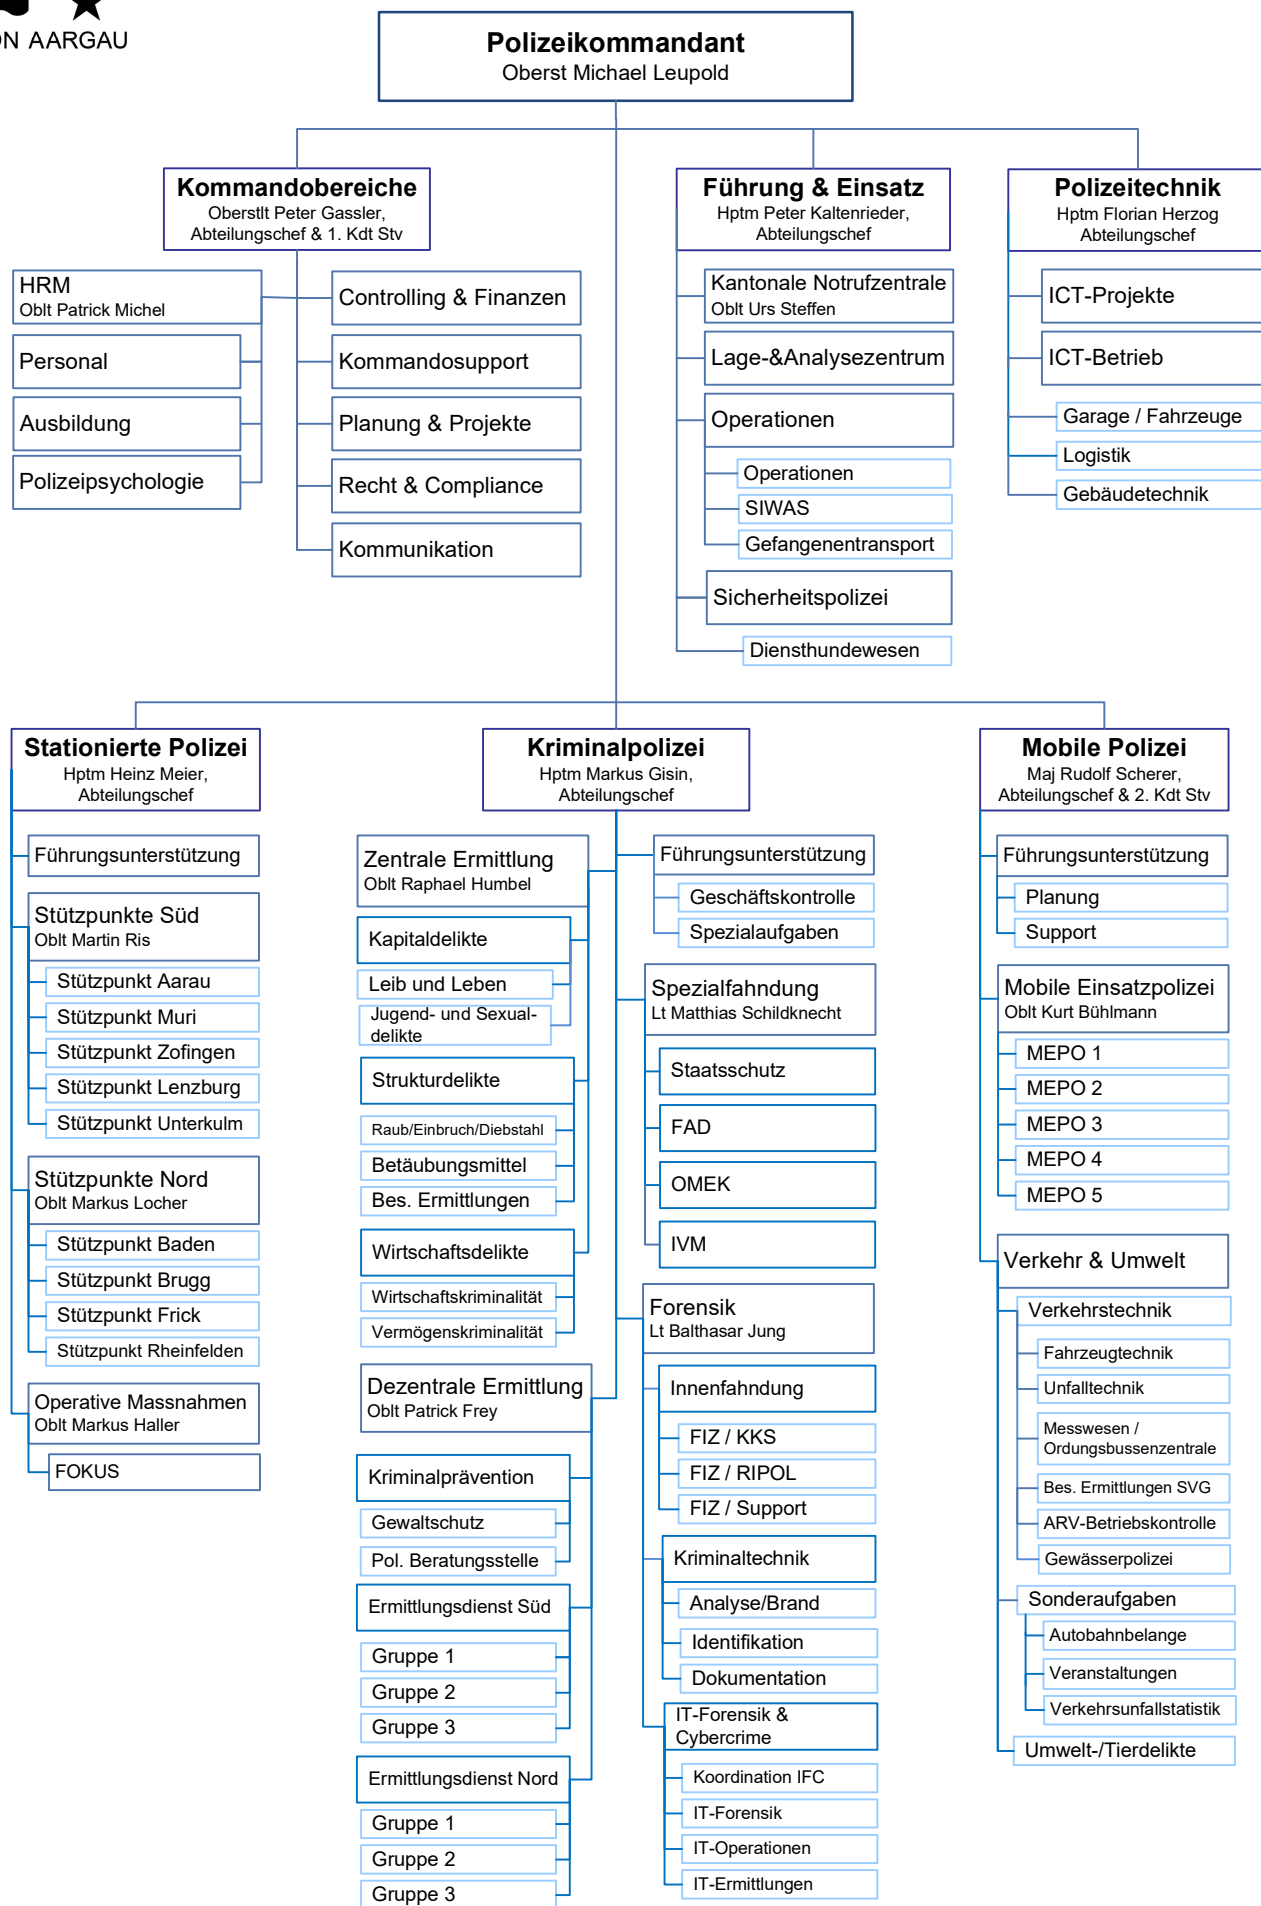 ON AARGAU
Polizeikommandant
Oberst Michael Leupold
Kommandobereiche
Oberstlt Peter Gassler,
Abteilungschef & 1. Kdt Stv
HRM
Oblt Patrick Michel
Personal
Ausbildung
Polizeipsychologie
Controlling & Finanzen
Kommandosupport
Planung & Projekte
Recht & Compliance
Kommunikation
Führung & Einsatz
Hptm Peter Kaltenrieder,
Abteilungschef
Kantonale Notrufzentrale
Oblt Urs Steffen
Lage-&Analysezentrum
Operationen
Operationen
SIWAS
Gefangenentransport
Sicherheitspolizei
Diensthundewesen
Polizeitechnik
Hptm Florian Herzog
Abteilungschef
ICT-Projekte
ICT-Betrieb
Garage / Fahrzeuge
Logistik
Gebäudetechnik
Stationierte Polizei
Hptm Heinz Meier,
Abteilungschef
Führungsunterstützung
Stützpunkte Süd
Oblt Martin Ris
Stützpunkt Aarau
Stützpunkt Muri
Stützpunkt Zofingen
Stützpunkt Lenzburg
Stützpunkt Unterkulm
Stützpunkte Nord
Oblt Markus Locher
Stützpunkt Baden
Stützpunkt Brugg
Stützpunkt Frick
Stützpunkt Rheinfelden
Operative Massnahmen
Oblt Markus Haller
FOKUS
Kriminalpolizei
Hptm Markus Gisin,
Abteilungschef
Zentrale Ermittlung
Oblt Raphael Humbel
Kapitaldelikte
Leib und Leben
Jugend- und Sexual-
delikte
Strukturdelikte
Raub/Einbruch/Diebstahl
Betäubungsmittel
Bes. Ermittlungen
Wirtschaftsdelikte
Wirtschaftskriminalität
Vermögenskriminalität
Dezentrale Ermittlung
Oblt Patrick Frey
Kriminalprävention
Gewaltschutz
Pol. Beratungsstelle
Ermittlungsdienst Süd
Gruppe 1
Gruppe 2
Gruppe 3
Ermittlungsdienst Nord
Gruppe 1
Gruppe 2
Gruppe 3
Führungsunterstützung
Geschäftskontrolle
Spezialaufgaben
Spezialfahndung
Lt Matthias Schildknecht
Staatsschutz
FAD
OMEK
IVM
Forensik
Lt Balthasar Jung
Innenfahndung
FIZ / KKS
FIZ / RIPOL
FIZ / Support
Kriminaltechnik
Analyse/Brand
Identifikation
Dokumentation
IT-Forensik &
Cybercrime
Koordination IFC
IT-Forensik
IT-Operationen
IT-Ermittlungen
Mobile Polizei
Maj Rudolf Scherer,
Abteilungschef & 2. Kdt Stv
Führungsunterstützung
Planung
Support
Mobile Einsatzpolizei
Oblt Kurt Bühlmann
MEPO 1
MEPO 2
MEPO 3
MEPO 4
MEPO 5
Verkehr & Umwelt
Verkehrstechnik
Fahrzeugtechnik
Unfalltechnik
Messwesen /
Ordungsbussenzentrale
Bes. Ermittlungen SVG
ARV-Betriebskontrolle
Gewässerpolizei
Sonderaufgaben
Autobahnbelange
Veranstaltungen
Verkehrsunfallstatistik
Umwelt-/Tierdelikte